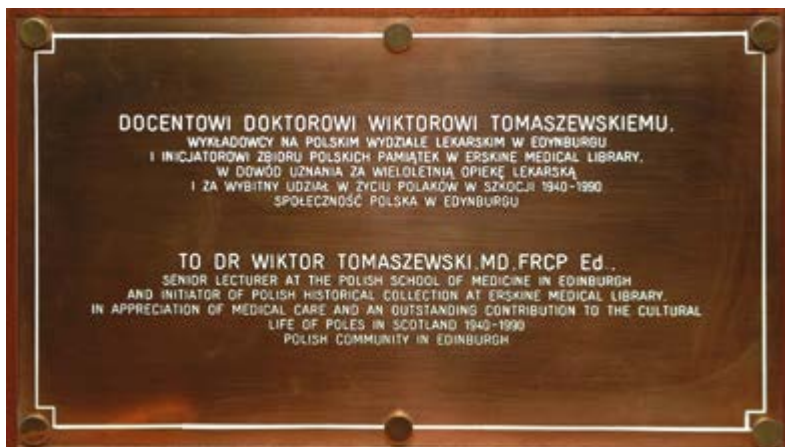 DOCENTOWI DOKTOROWI WIKTOROWI TOMASZEWSKIEMU,
WYKŁADOWCY NA POLSKIM WYDZIALE LEKARSKIM W EDYNBURGU
I INICJATOROWI ZBIORU POLSKICH PAMIĄTEK W ERSKINE MEDICAL LIBRARY,
W DOWÓD UZNANIA ZA WIELOLETNIĄ OPIEKĘ LEKARSKĄ
I ZA WYBITNY UDZIAŁ W ŻYCIU POLAKÓW W SZKOCJI 1940-1990
SPOŁECZNOŚĆ POLSKA W EDYNBURGU
TO DR WIKTOR TOMASZEWSKI.MD.FRCP Ed.,
SENIOR LECTURER AT THE POLISH SCHOOL OF MEDICINE IN EDINBURGH
AND INITIATOR OF POLISH HISTORICAL COLLECTION AT ERSKINE MEDICAL LIBRARY,
IN APPRECIATION OF MEDICAL CARE AND AN OUTSTANDING CONTRIBUTION TO THE CULTURAL
LIFE OF POLES IN SCOTLAND 1940-1990
POLISH COMMUNITY IN EDINBURGH